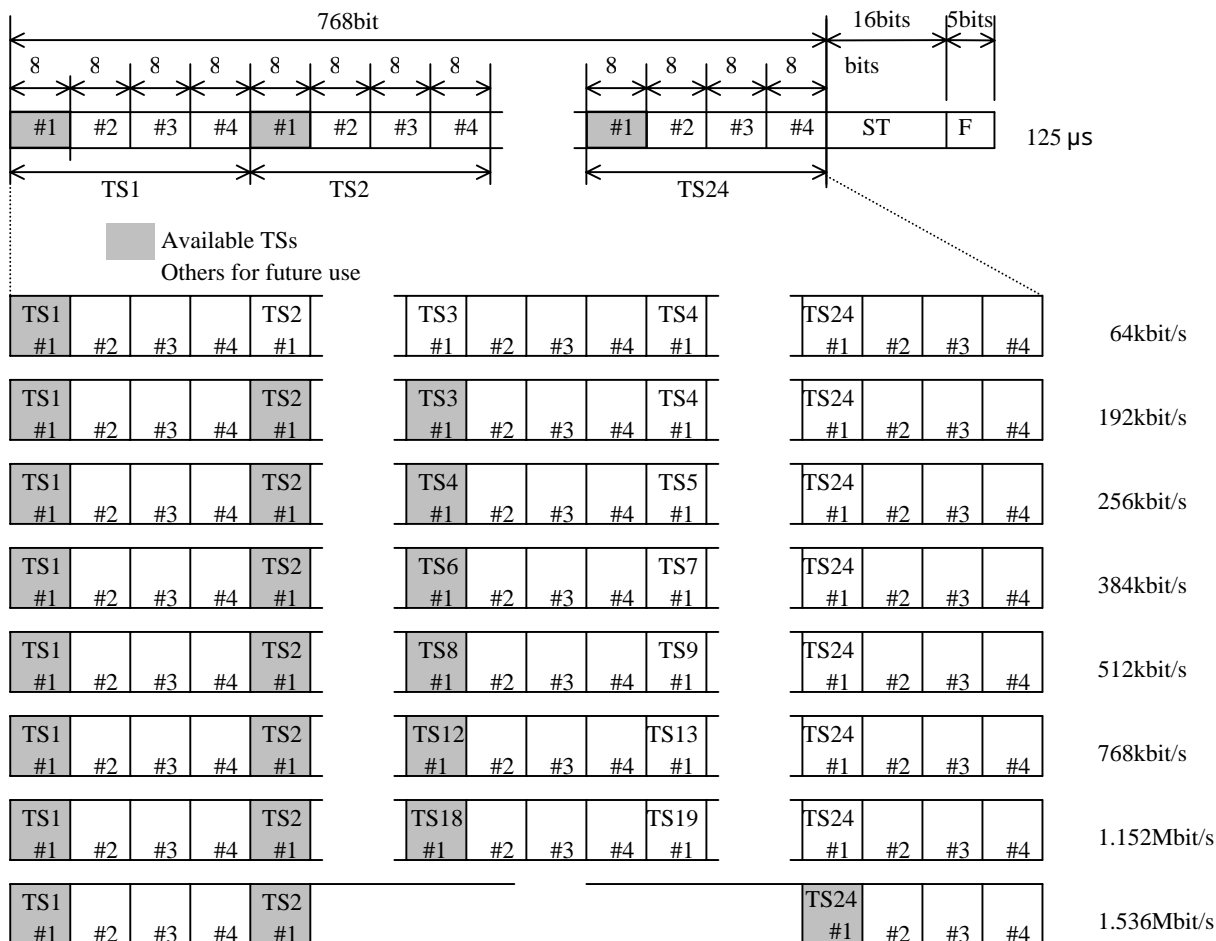 768bit 16bits 5bits
8 8 8 8 8 8 8 8 8 8 8 8 bits
#1 #2 #3 #4 #1 #2 #3 #4 #1 #2 #3 #4 ST F 125 µs
TS1 TS2 TS24
Available TSs
Others for future use
TS1 TS2 TS3 TS4 TS24
#1 #2 #3 #4 #1 #1 #2 #3 #4 #1 #1 #2 #3 #4 64kbit/s
TS1 TS2 TS3 TS4 TS24
#1 #2 #3 #4 #1 #1 #2 #3 #4 #1 #1 #2 #3 #4 192kbit/s
TS1 TS2 TS4 TS5 TS24
#1 #2 #3 #4 #1 #1 #2 #3 #4 #1 #1 #2 #3 #4 256kbit/s
TS1 TS2 TS6 TS7 TS24
#1 #2 #3 #4 #1 #1 #2 #3 #4 #1 #1 #2 #3 #4 384kbit/s
TS1 TS2 TS8 TS9 TS24
#1 #2 #3 #4 #1 #1 #2 #3 #4 #1 #1 #2 #3 #4 512kbit/s
TS1 TS2 TS12 TS13 TS24
#1 #2 #3 #4 #1 #1 #2 #3 #4 #1 #1 #2 #3 #4 768kbit/s
TS1 TS2 TS18 TS19 TS24
#1 #2 #3 #4 #1 #1 #2 #3 #4 #1 #1 #2 #3 #4 1.152Mbit/s
TS1 TS2 TS24
#1 #2 #3 #4 #1 #1 #2 #3 #4 1.536Mbit/s